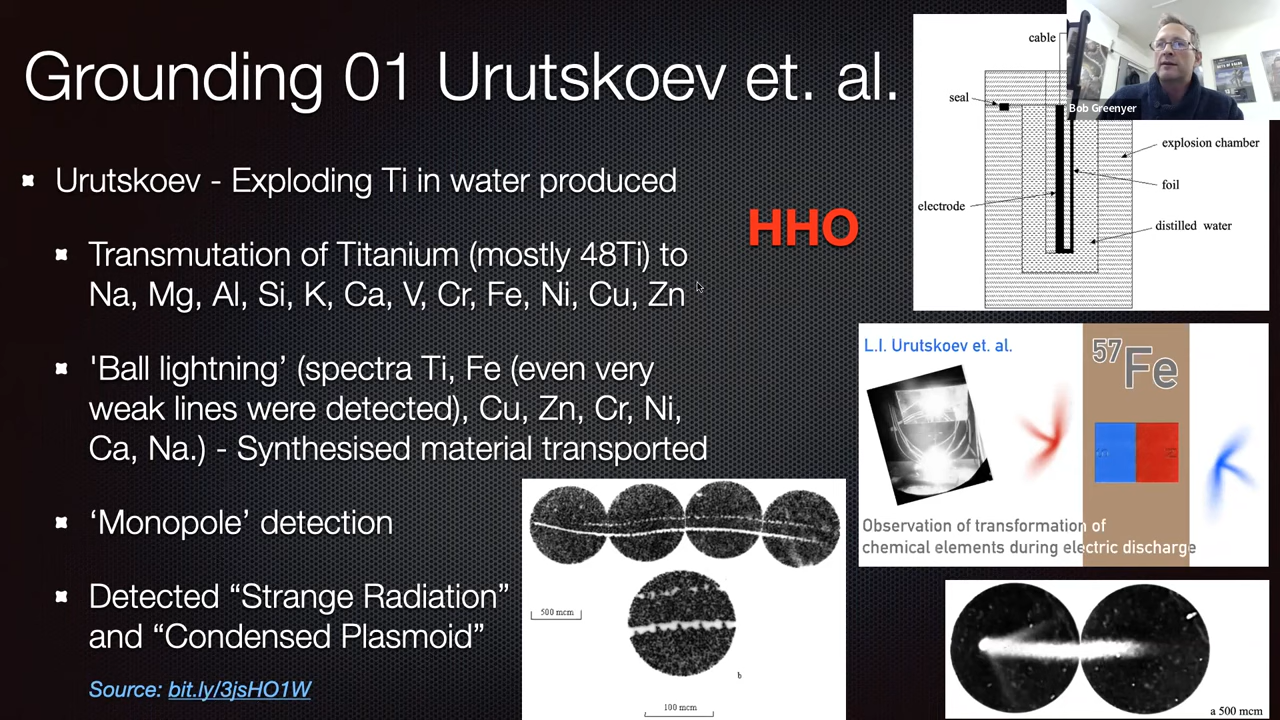 Grounding 01 Urutskoev et. al.
Urutskoev - Exploding Ti in water produced
HHO
Transmutation of Titanium (mostly 48Ti) to
Na, Mg, Al, Si, K, Ca, V, Cr, Fe, Ni, Cu, Zn
'Ball lightning’ (spectra Ti, Fe (even very
weak lines were detected), Cu, Zn, Cr, Ni,
Ca, Na.) - Synthesised material transported
‘Monopole’ detection
Detected “Strange Radiation”
and “Condensed Plasmoid”
Source: bit.ly/3jsHO1W
cable
seal
Bob Greenyer
explosion chamber
foil
electrode
distilled water
L.I. Urutskoev et. al.
57Fe
Observation of transformation of
chemical elements during electric discharge
500 mcm
b
100 mcm
a 500 mcm